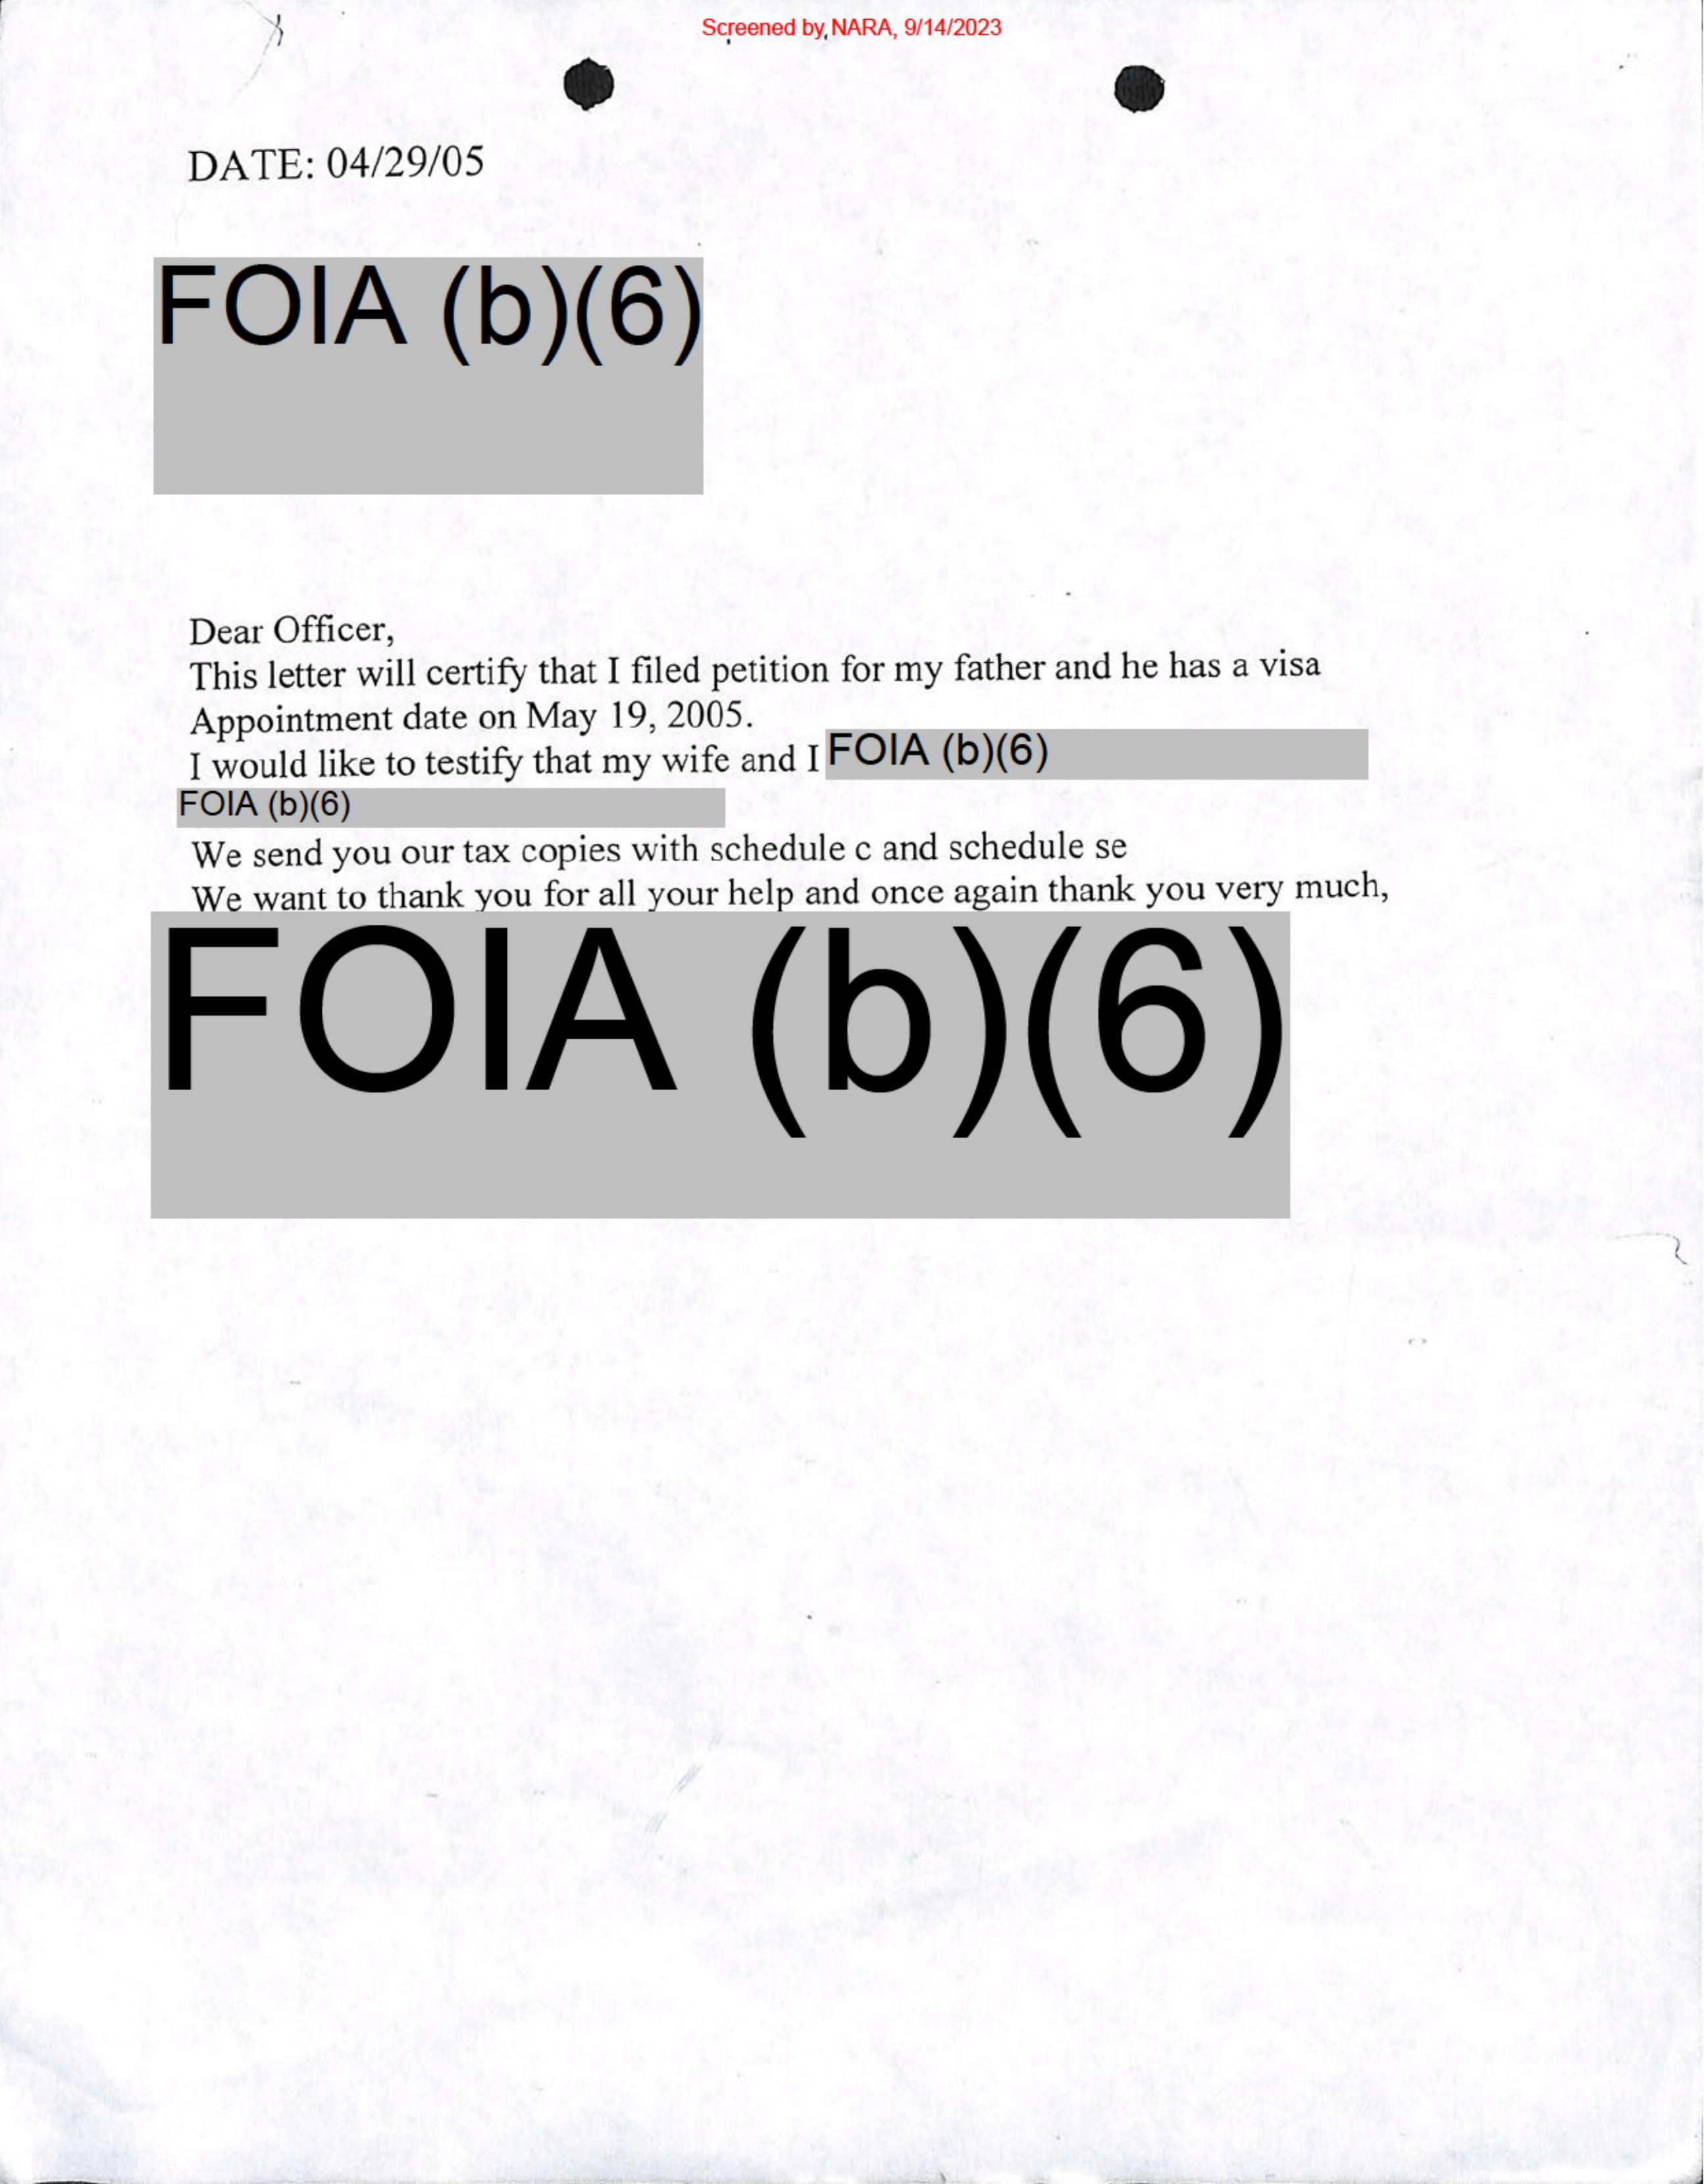 Screened by NARA, 9/14/2023
DATE: 04/29/05
FOIA (b)(6)
Dear Officer,
This letter will certify that I filed petition for my father and he has a visa
Appointment date on May 19, 2005.
I would like to testify that my wife and I FOIA (b)(6)
FOIA (b)(6)
We send you our tax copies with schedule c and schedule se
We want to thank you for all your help and once again thank you very much,
FOIA (b)(6)